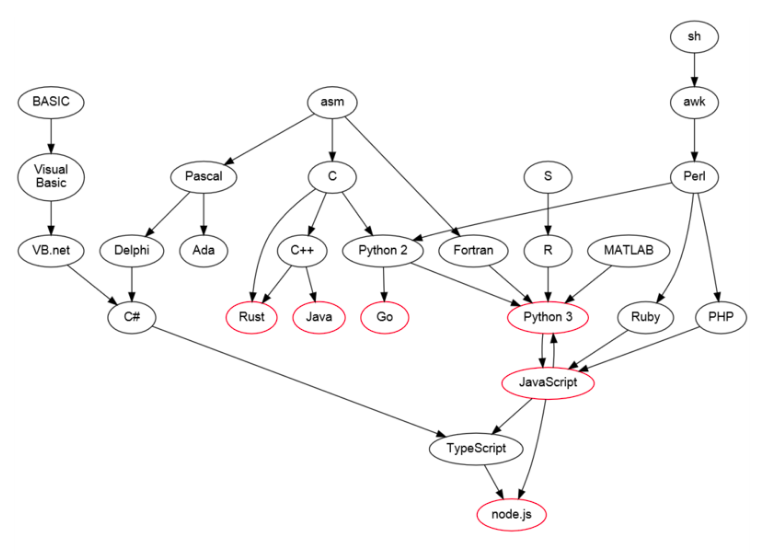 sh
BASIC
asm
awk
Visual
Basic
Pascal
C
S
Perl
VB.net
Delphi
Ada
C++
Python 2
Fortran
R
MATLAB
C#
Rust
Java
Go
Python 3
Ruby
PHP
JavaScript
TypeScript
node.js